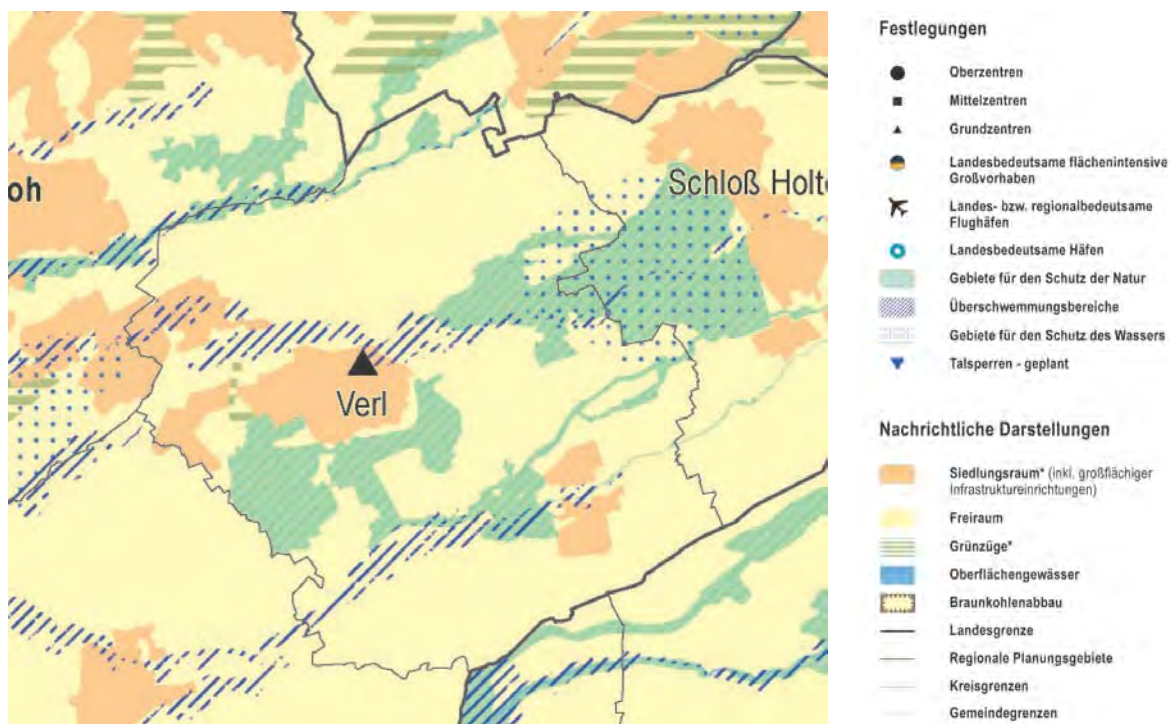 oh
Schloß Holte
Verl
Festlegungen
Oberzentren
Mittelzentren
Grundzentren
Landesbedeutsame flächenintensive
Großvorhaben
Landes- bzw. regionalbedeutsame
Flughäfen
Landesbedeutsame Häfen
Gebiete für den Schutz der Natur
Überschwemmungsbereiche
Gebiete für den Schutz des Wassers
Talsperren - geplant
Nachrichtliche Darstellungen
Siedlungsraum* (inkl. großflächiger
Infrastruktureinrichtungen)
Freiraum
Grünzüge*
Oberflächengewässer
Braunkohlenabbau
Landesgrenze
Regionale Planungsgebiete
Kreisgrenzen
Gemeindegrenzen